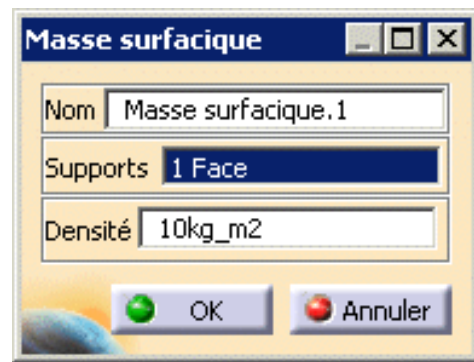 Masse surfacique
Nom Masse surfacique.1
Supports 1 Face
Densité 10kg_m2
OK Annuler